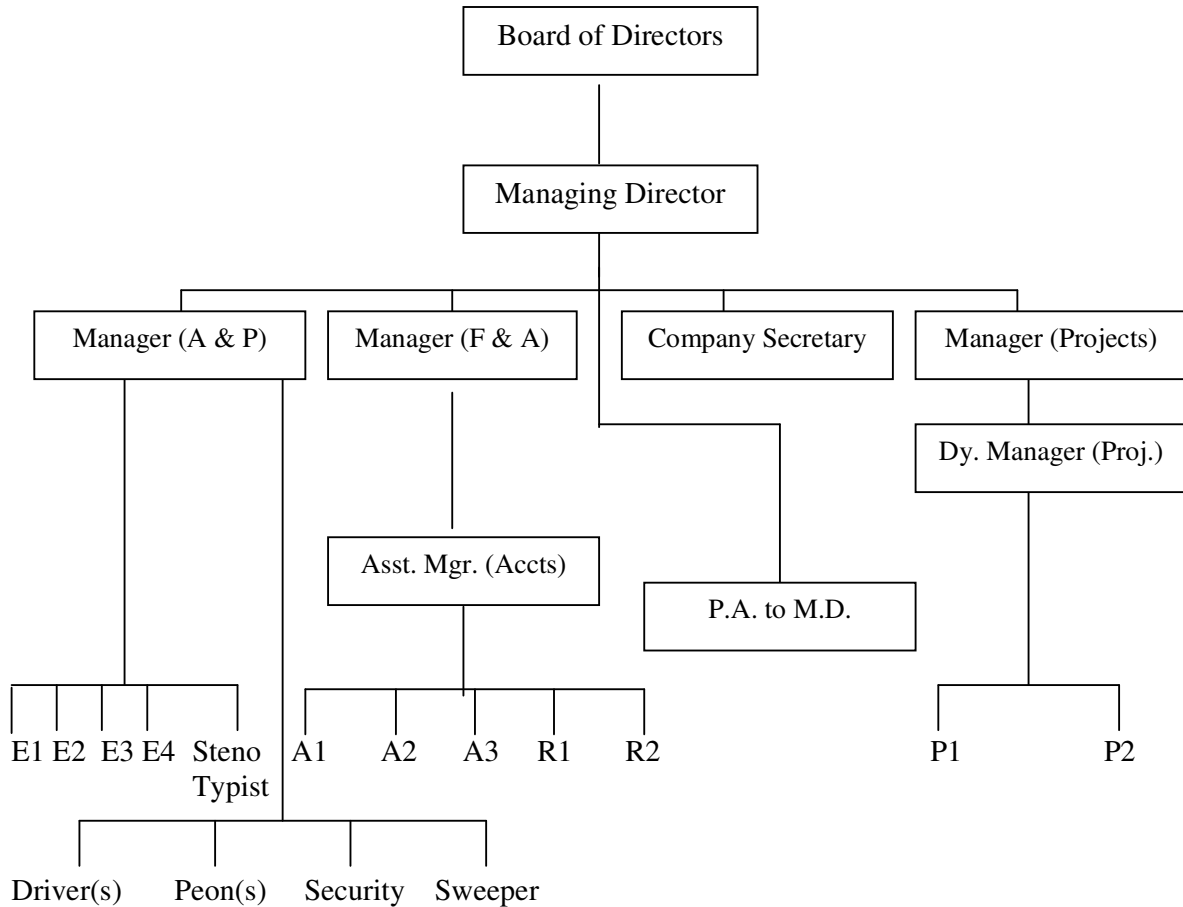 Board of Directors
Managing Director
Manager (A & P)
Manager (F & A)
Company Secretary
Manager (Projects)
Dy. Manager (Proj.)
Asst. Mgr. (Accts)
P.A. to M.D.
E1 E2 E3 E4 Steno
Typist
A1 A2 A3 R1 R2
P1 P2
Driver(s) Peon(s) Security Sweeper